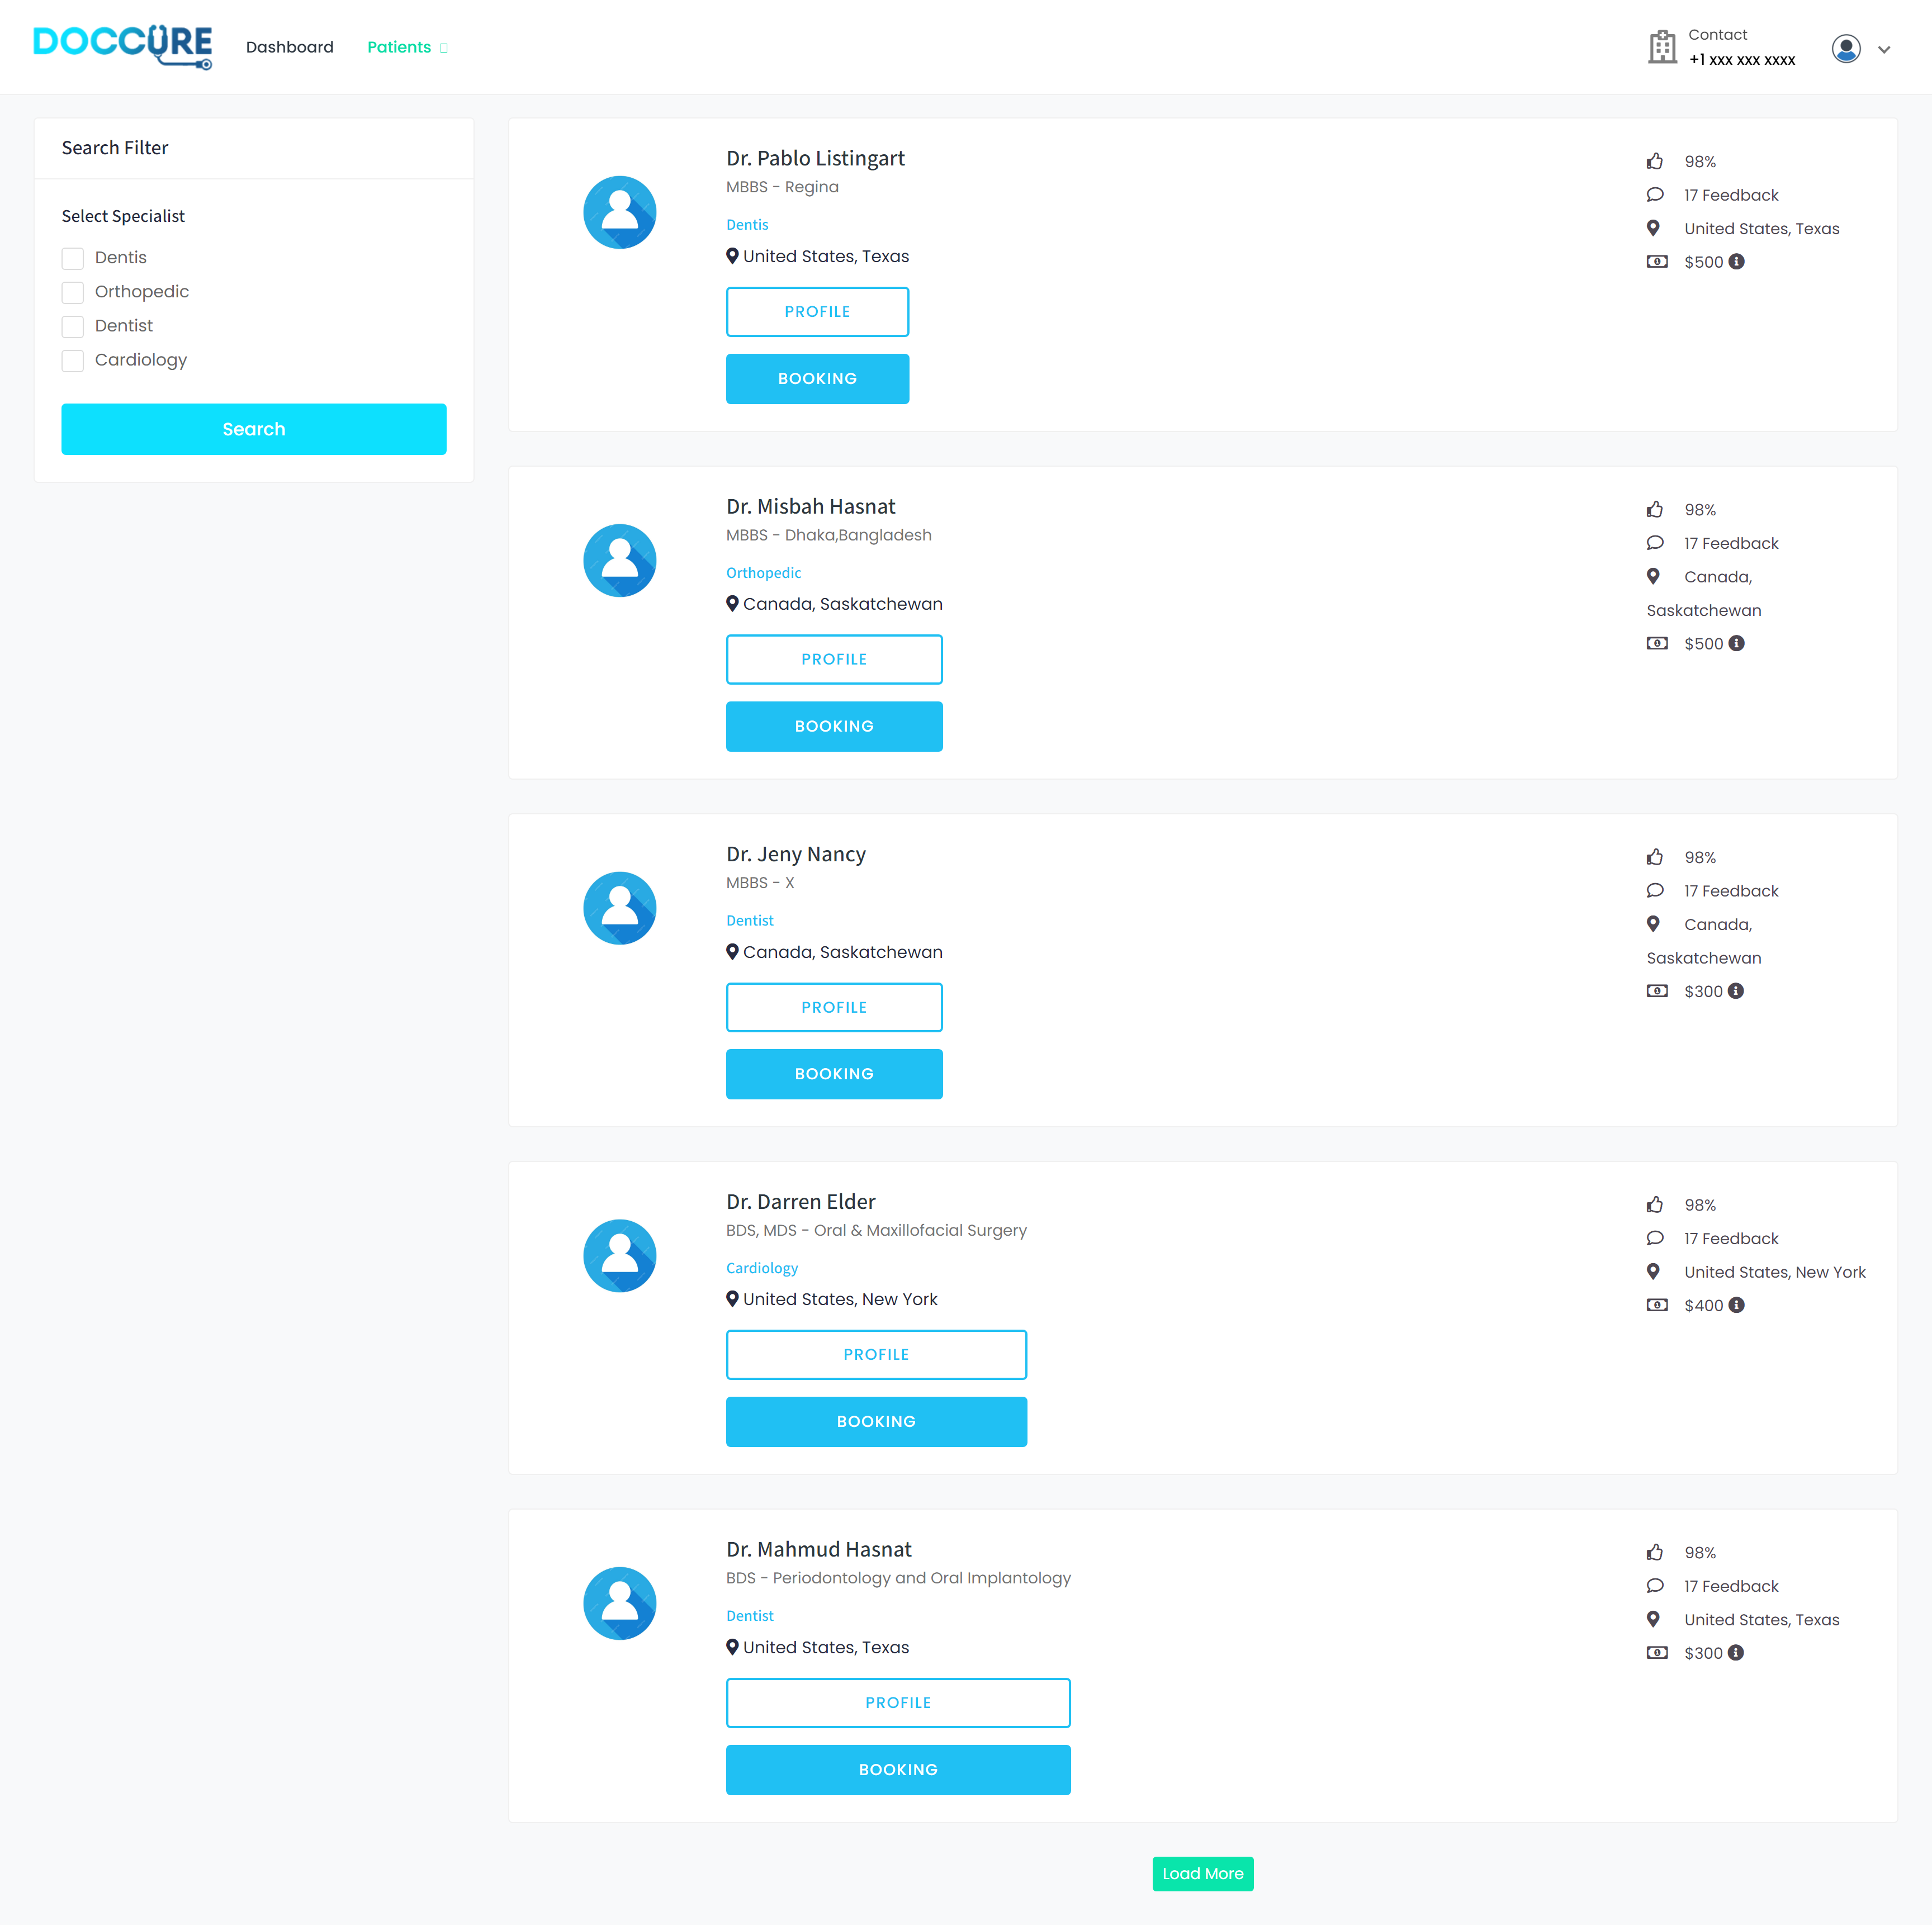 DOCCURE
Dashboard
Patients
Contact
+1 xxx xxx xxxx
Search Filter
Select Specialist
Dentis
Orthopedic
Dentist
Cardiology
Search
Dr. Pablo Listingart
MBBS - Regina
Dentis
United States, Texas
PROFILE
BOOKING
98%
17 Feedback
United States, Texas
$500
Dr. Misbah Hasnat
MBBS - Dhaka,Bangladesh
Orthopedic
Canada, Saskatchewan
PROFILE
BOOKING
98%
17 Feedback
Canada,
Saskatchewan
$500
Dr. Jeny Nancy
MBBS - X
Dentist
Canada, Saskatchewan
PROFILE
BOOKING
98%
17 Feedback
Canada,
Saskatchewan
$300
Dr. Darren Elder
BDS, MDS - Oral & Maxillofacial Surgery
Cardiology
United States, New York
PROFILE
BOOKING
98%
17 Feedback
United States, New York
$400
Dr. Mahmud Hasnat
BDS - Periodontology and Oral Implantology
Dentist
United States, Texas
PROFILE
BOOKING
98%
17 Feedback
United States, Texas
$300
Load More